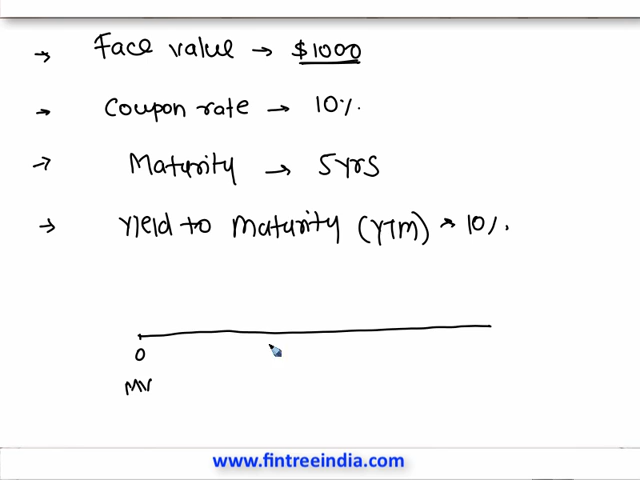 → Face value → $1000
→ Coupon rate → 10%.
→ Maturity → 5yrs
→ Yield to maturity (YTM) → 10%.
0
MV
www.fintreeindia.com